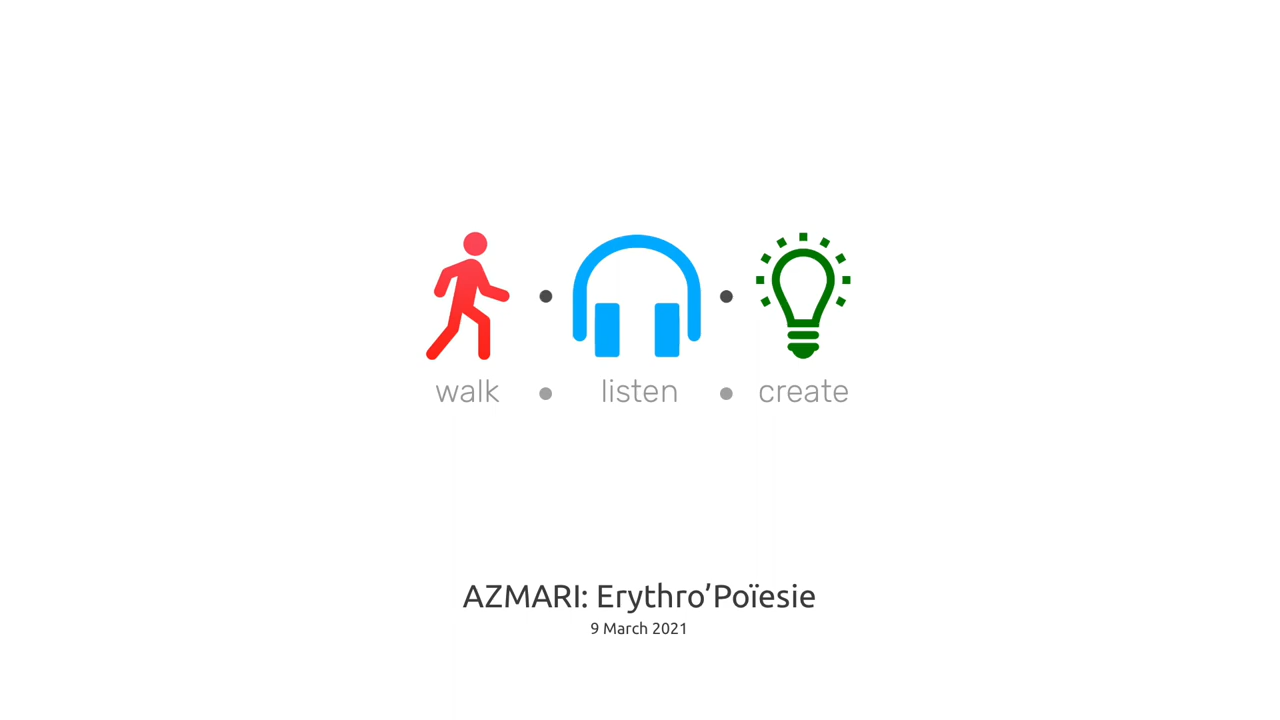 walk • listen • create
AZMARI: Erythro’Poïesie
9 March 2021